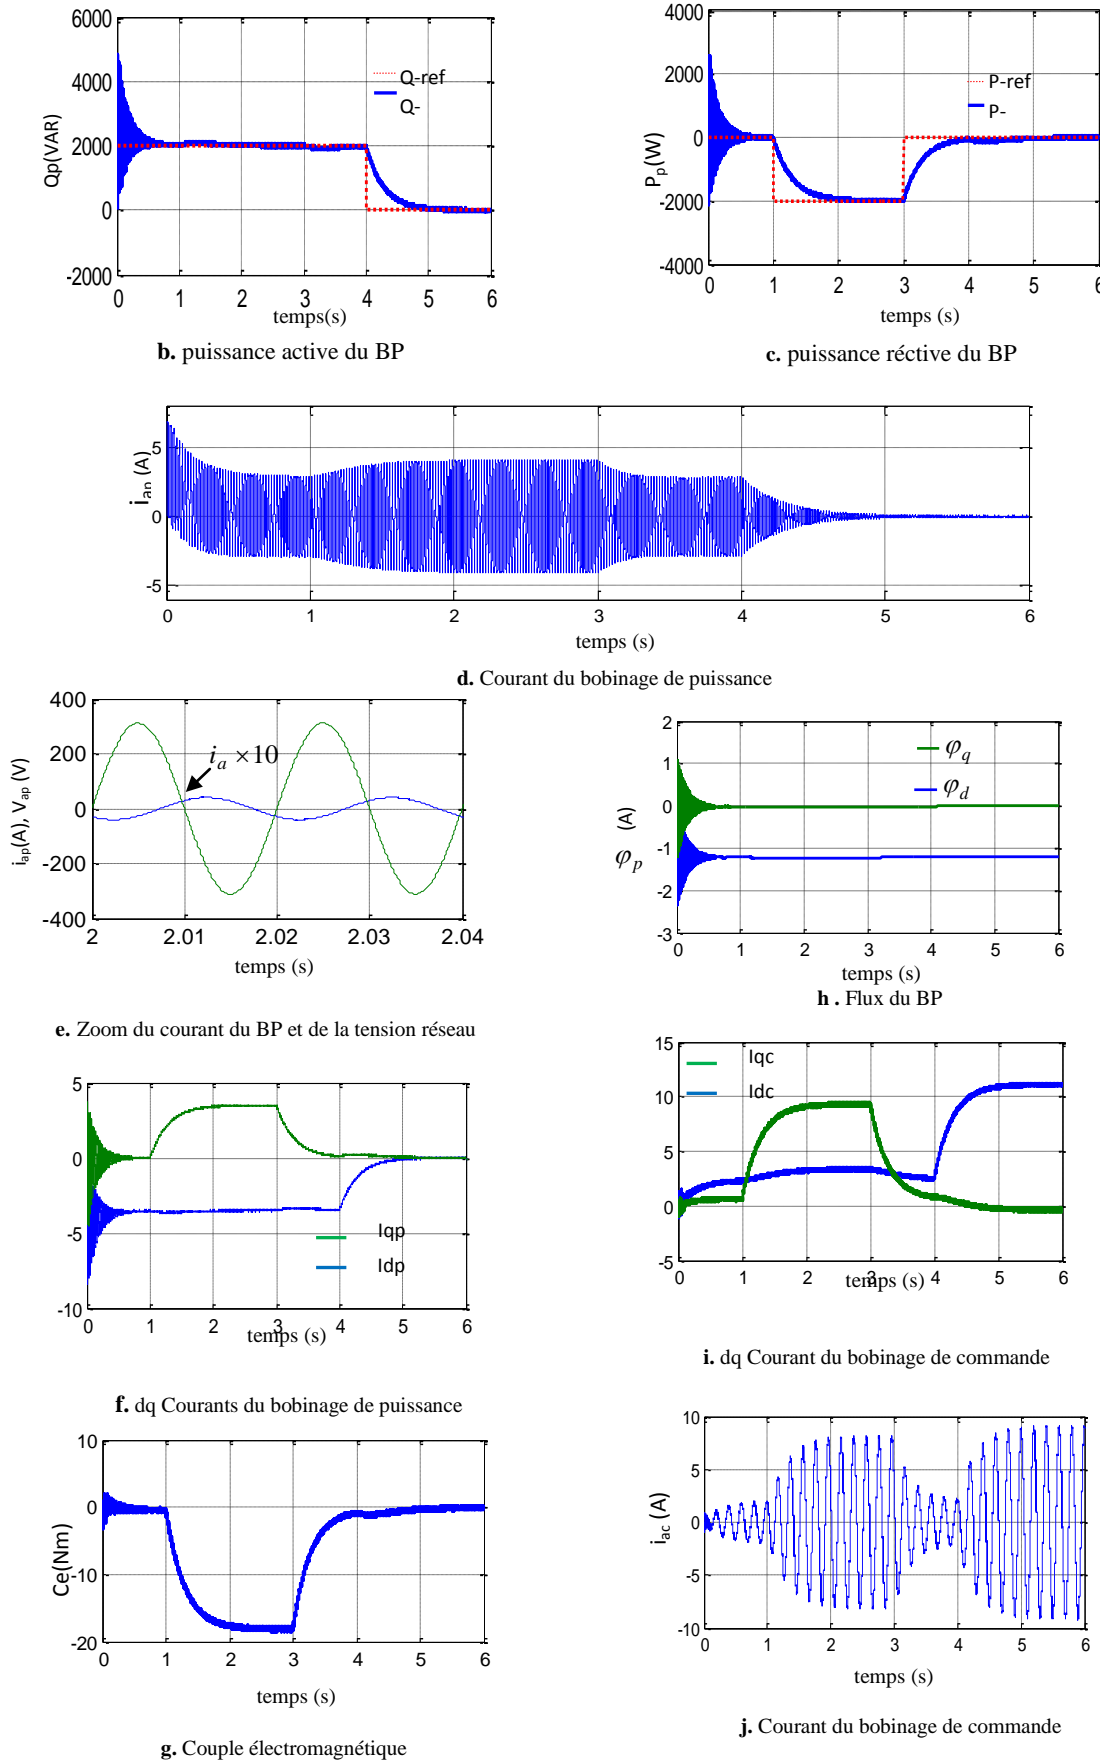 6000
4000
2000
0
-2000
Qp(VAR)
Q-ref
Q-
0 1 2 3 4 5 6
temps(s)
b. puissance active du BP
4000
2000
0
-2000
-4000
Pp(W)
P-ref
P-
0 1 2 3 4 5 6
temps (s)
c. puissance réctive du BP
5
0
-5
iap (A)
0 1 2 3 4 5 6
temps (s)
d. Courant du bobinage de puissance
400
200
0
-200
-400
iap(A), Vap (V)
ia ×10
2 2.01 2.02 2.03 2.04
temps (s)
e. Zoom du courant du BP et de la tension réseau
2
1
0
-1
-2
-3
φp (A)
φq
φd
0 1 2 3 4 5 6
temps (s)
h . Flux du BP
5
0
-5
-10
Iqp
Idp
0 1 2 3 4 5 6
temps (s)
f. dq Courants du bobinage de puissance
15
10
5
0
-5
Iqc
Idc
0 1 2 3 4 5 6
temps (s)
i. dq Courant du bobinage de commande
10
0
-10
-20
Ce(Nm)
0 1 2 3 4 5 6
temps (s)
g. Couple électromagnétique
10
5
0
-5
-10
iac (A)
0 1 2 3 4 5 6
temps (s)
j. Courant du bobinage de commande